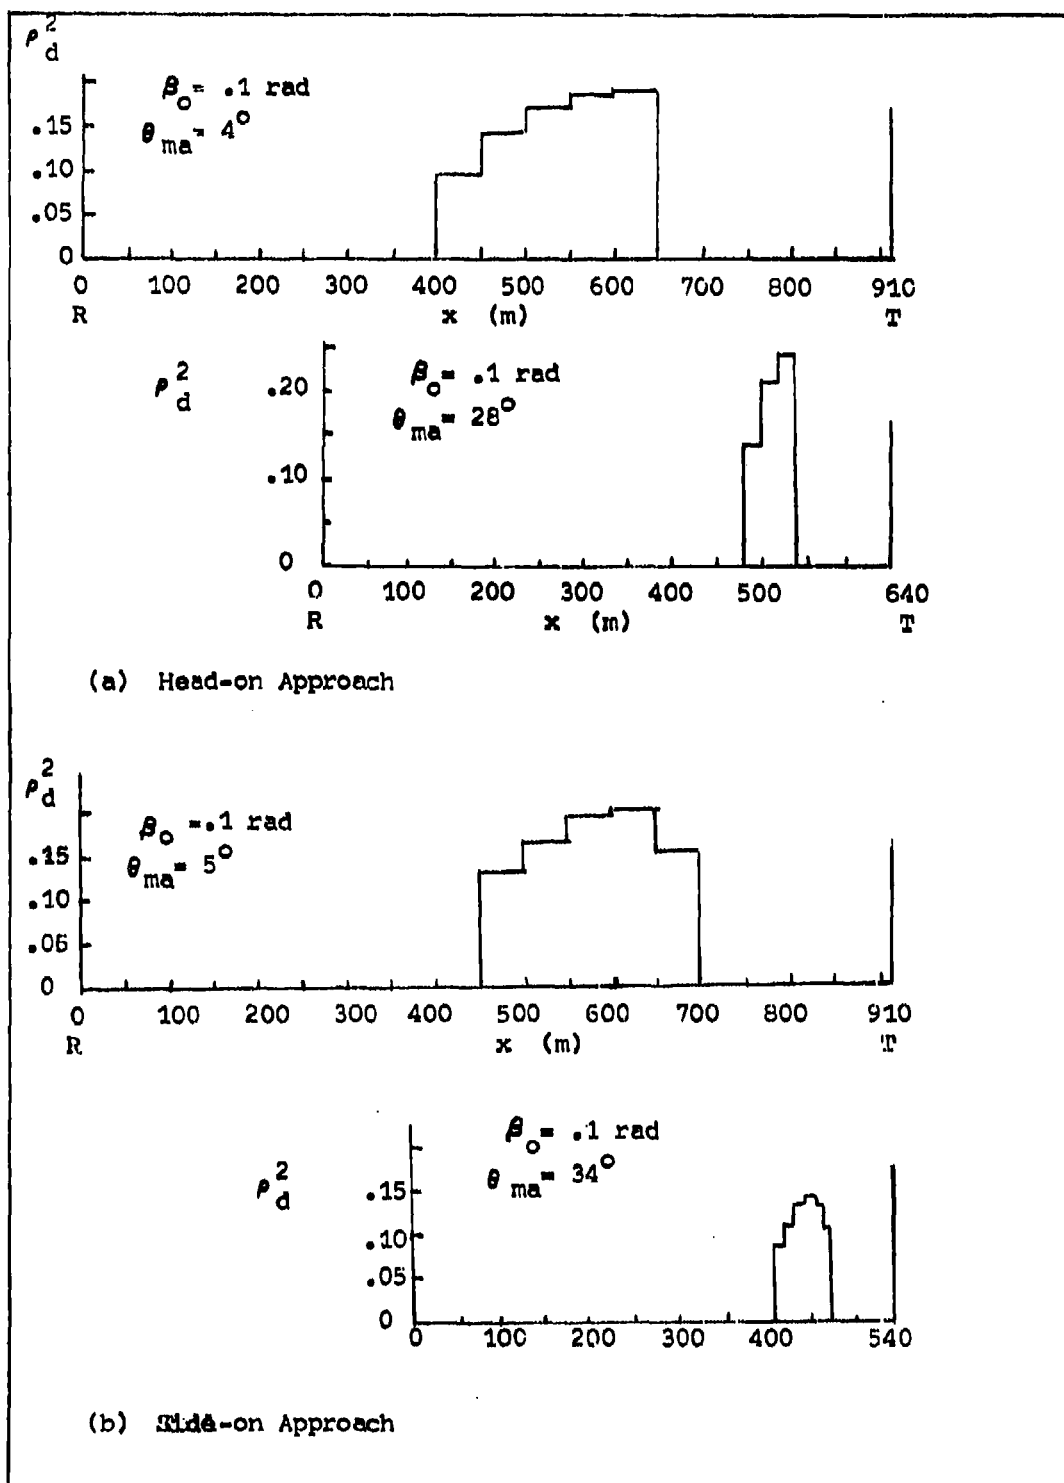 ρ_d^2
β_o = .1 rad
θ_ma = 4°
.15
.10
.05
0
0 100 200 300 400 500 600 700 800 910
R x (m) T
ρ_d^2
β_o = .1 rad
θ_ma = 28°
.20
.10
0
0 100 200 300 400 500 640
R x (m) T
(a) Head-on Approach
ρ_d^2
β_o = .1 rad
θ_ma = 5°
.15
.10
.05
0
0 100 200 300 400 500 600 700 800 910
R x (m) T
ρ_d^2
β_o = .1 rad
θ_ma = 34°
.15
.10
.05
0
0 100 200 300 400 540
(b) Side-on Approach